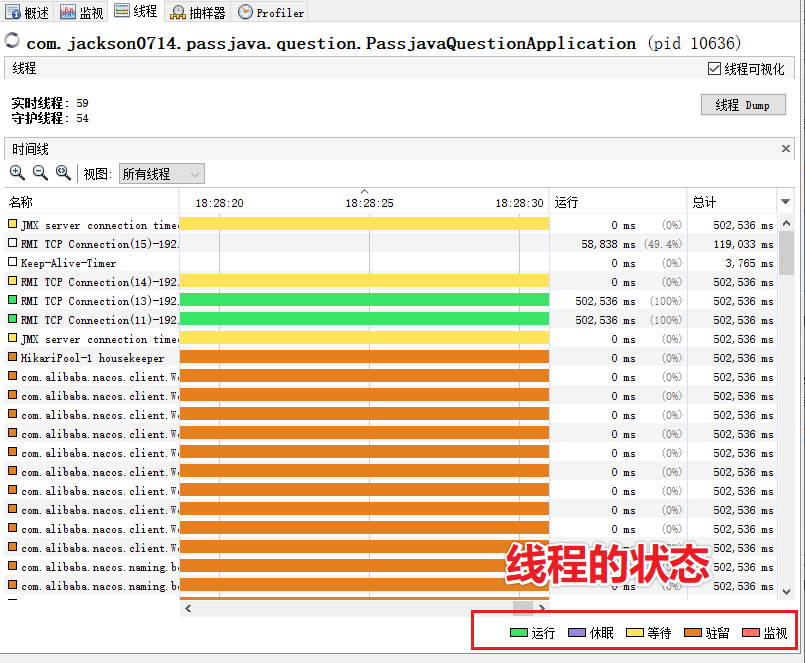 概述 监视 线程 抽样器 Profiler
com.jackson0714.passjava.question.PassjavaQuestionApplication (pid 10636)
线程 线程可视化
实时线程: 59
守护线程: 54
线程 Dump
时间线
视图: 所有线程
名称 18:28:20 18:28:25 18:28:30 运行 总计
JMX server connection time 0 ms (0%) 502,536 ms
RMI TCP Connection(15)-192. 58,838 ms (49.4%) 119,033 ms
Keep-Alive-Timer 0 ms (0%) 3,765 ms
RMI TCP Connection(14)-192. 0 ms (0%) 502,536 ms
RMI TCP Connection(13)-192. 502,536 ms (100%) 502,536 ms
RMI TCP Connection(11)-192. 502,536 ms (100%) 502,536 ms
JMX server connection time 0 ms (0%) 502,536 ms
HikariPool-1 housekeeper 0 ms (0%) 502,536 ms
com.alibaba.nacos.client.W 0 ms (0%) 502,536 ms
com.alibaba.nacos.client.W 0 ms (0%) 502,536 ms
com.alibaba.nacos.client.W 0 ms (0%) 502,536 ms
com.alibaba.nacos.client.W 0 ms (0%) 502,536 ms
com.alibaba.nacos.client.W 0 ms (0%) 502,536 ms
com.alibaba.nacos.client.W 0 ms (0%) 502,536 ms
com.alibaba.nacos.client.W 0 ms (0%) 502,536 ms
com.alibaba.nacos.client.W 0 ms (0%) 502,536 ms
com.alibaba.nacos.client.W 0 ms (0%) 502,536 ms
com.alibaba.nacos.client.W 502,536 ms
com.alibaba.nacos.naming.b 502,536 ms
com.alibaba.nacos.naming.b 502,536 ms
线程的状态
运行 休眠 等待 驻留 监视